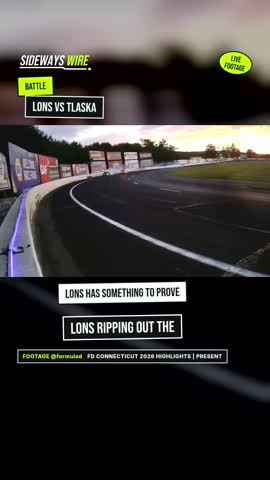 SIDEWAYS WIRE.
LIVE
FOOTAGE
BATTLE
LONS VS TLASKA
LONS HAS SOMETHING TO PROVE
LONS RIPPING OUT THE
FOOTAGE @formulad FD CONNECTICUT 2026 HIGHLIGHTS | PRESENT